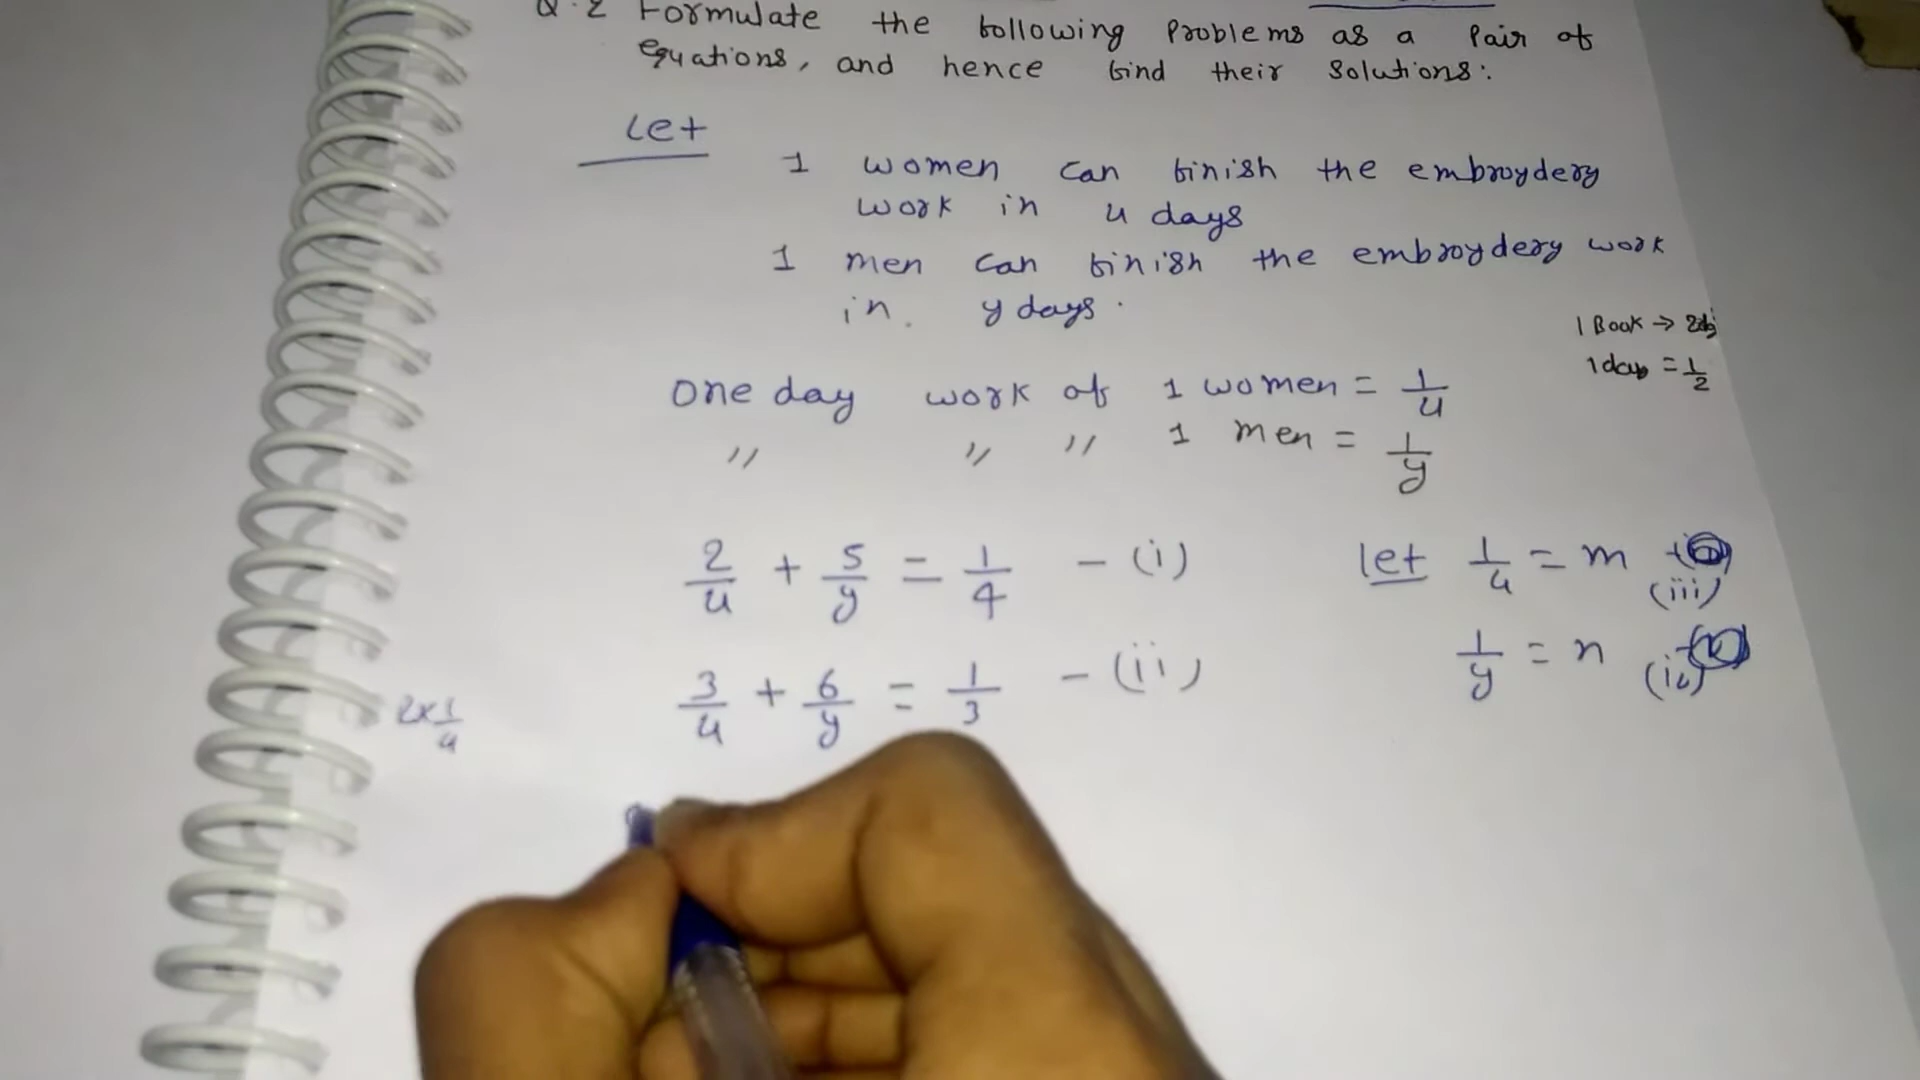 Q.2 Formulate the following Problems as a Pair of
equations, and hence find their solutions:
Let
1 women can finish the embroydery
work in u days
1 men can finish the embroydery work
in. y days.
1 Book →
1 day = 1/2
One day work of 1 women = 1/u
〃 〃 〃 1 men = 1/y
2/u + 5/y = 1/4 - (i)
let 1/u = m (iii)
3/u + 6/y = 1/3 - (ii)
1/y = n (iv)
2×1/u